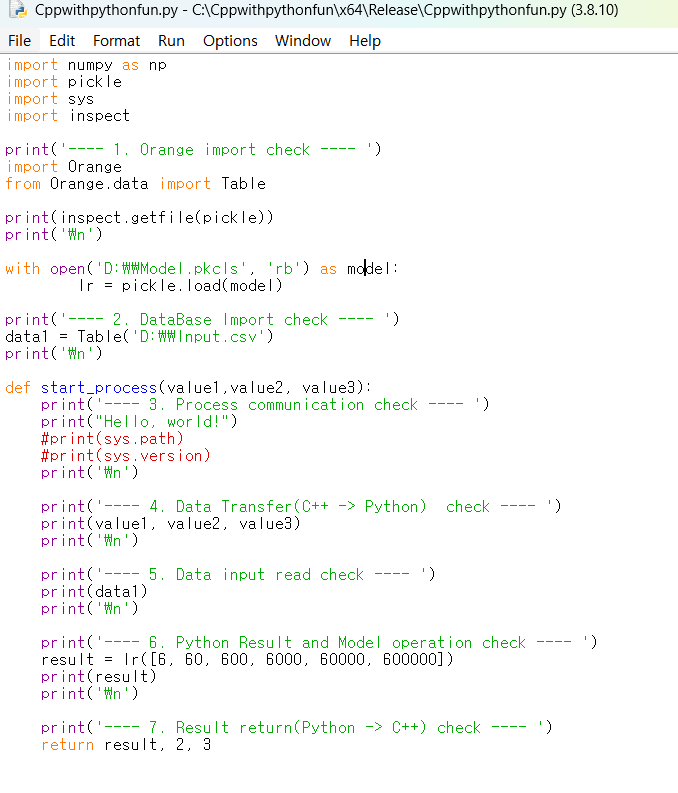 Cppwithpythonfun.py - C:\Cppwithpythonfun\x64\Release\Cppwithpythonfun.py (3.8.10)
File Edit Format Run Options Window Help
import numpy as np
import pickle
import sys
import inspect

print('---- 1. Orange import check ---- ')
import Orange
from Orange.data import Table

print(inspect.getfile(pickle))
print('₩n')

with open('D:₩₩Model.pkcls', 'rb') as model:
        lr = pickle.load(model)

print('---- 2. DataBase Import check ---- ')
data1 = Table('D:₩₩Input.csv')
print('₩n')

def start_process(value1,value2, value3):
    print('---- 3. Process communication check ---- ')
    print("Hello, world!")
    #print(sys.path)
    #print(sys.version)
    print('₩n')

    print('---- 4. Data Transfer(C++ -> Python)  check ---- ')
    print(value1, value2, value3)
    print('₩n')

    print('---- 5. Data input read check ---- ')
    print(data1)
    print('₩n')

    print('---- 6. Python Result and Model operation check ---- ')
    result = lr([6, 60, 600, 6000, 60000, 600000])
    print(result)
    print('₩n')

    print('---- 7. Result return(Python -> C++) check ---- ')
    return result, 2, 3